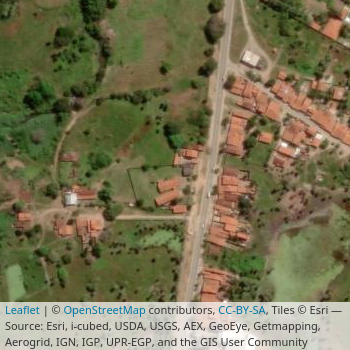 Leaflet | © OpenStreetMap contributors, CC-BY-SA, Tiles © Esri —
Source: Esri, i-cubed, USDA, USGS, AEX, GeoEye, Getmapping,
Aerogrid, IGN, IGP, UPR-EGP, and the GIS User Community